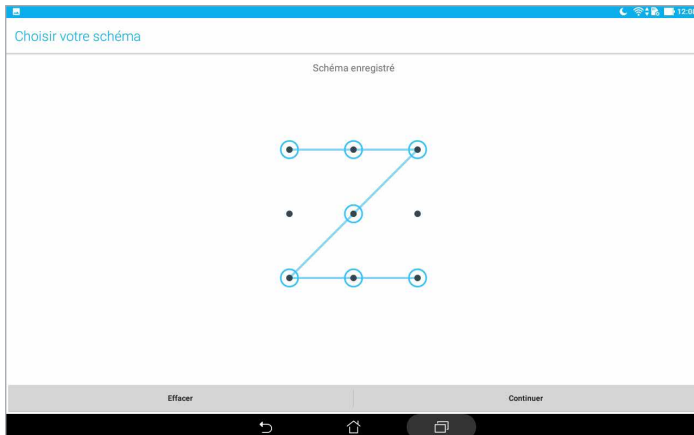 Choisir votre schéma
Schéma enregistré
Effacer
Continuer